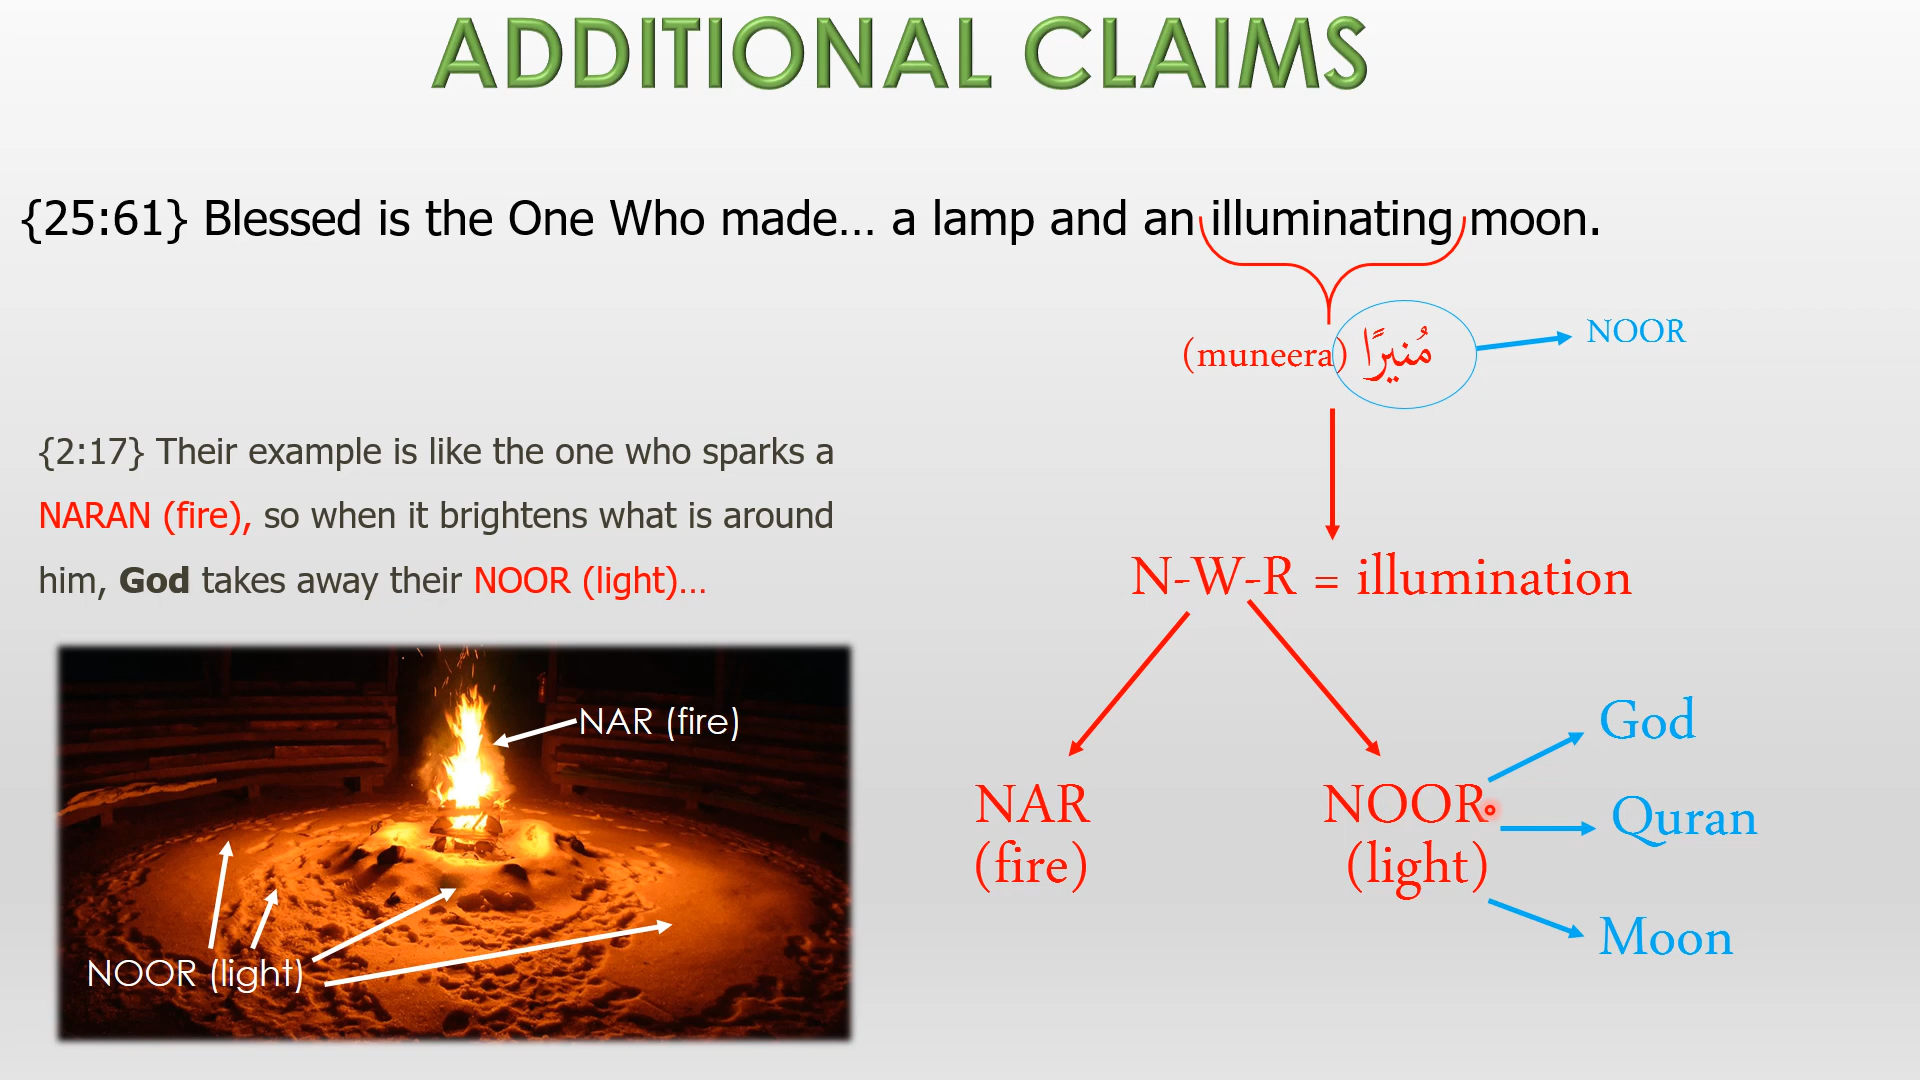 ADDITIONAL CLAIMS
{25:61} Blessed is the One Who made... a lamp and an illuminating moon.
(muneera) مُنيرًا
NOOR
{2:17} Their example is like the one who sparks a
NARAN (fire), so when it brightens what is around
him, God takes away their NOOR (light)...
N-W-R = illumination
NAR (fire)
NOOR (light)
NAR
(fire)
NOOR
(light)
God
Quran
Moon